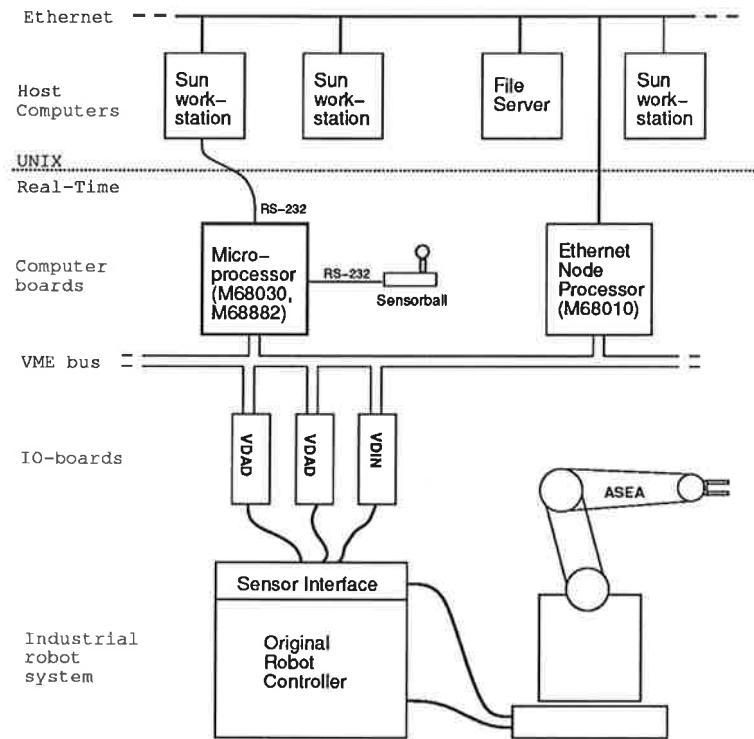 Ethernet
Host
Computers
Sun
work-
station
Sun
work-
station
File
Server
Sun
work-
station
UNIX
Real-Time
RS-232
Computer
boards
Micro-
processor
(M68030,
M68882)
RS-232
Sensorball
Ethernet
Node
Processor
(M68010)
VME bus
IO-boards
VDAD
VDAD
VDIN
ASEA
Sensor Interface
Industrial
robot
system
Original
Robot
Controller